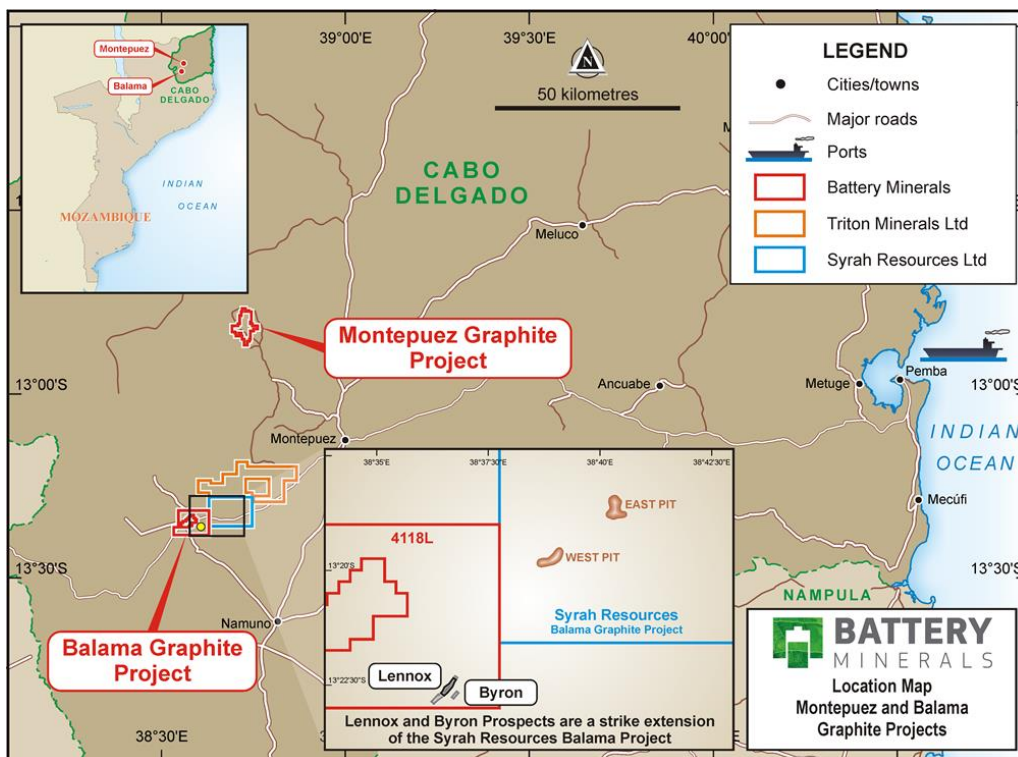 39°00'E
39°30'E
40°00'
Montepuez
Balama
CABO
DELGADO
INDIAN
OCEAN
MOZAMBIQUE
N
50 kilometres
LEGEND
Cities/towns
Major roads
Ports
Battery Minerals
Triton Minerals Ltd
Syrah Resources Ltd
CABO
DELGADO
Meluco
Montepuez Graphite
Project
13°00'S
Ancuabe
Metuge
Pemba
13°00'S
Montepuez
INDIAN
OCEAN
Mecúfi
38°35'E
38°37'30"E
38°40'E
38°42'30"E
EAST PIT
4118L
WEST PIT
13°20'S
Syrah Resources
Balama Graphite Project
13°22'30"S
Lennox
Byron
Lennox and Byron Prospects are a strike extension
of the Syrah Resources Balama Project
13°30'S
13°30'S
NAMPULA
Namuno
Balama Graphite
Project
38°30'E
BATTERY
MINERALS
Location Map
Montepuez and Balama
Graphite Projects